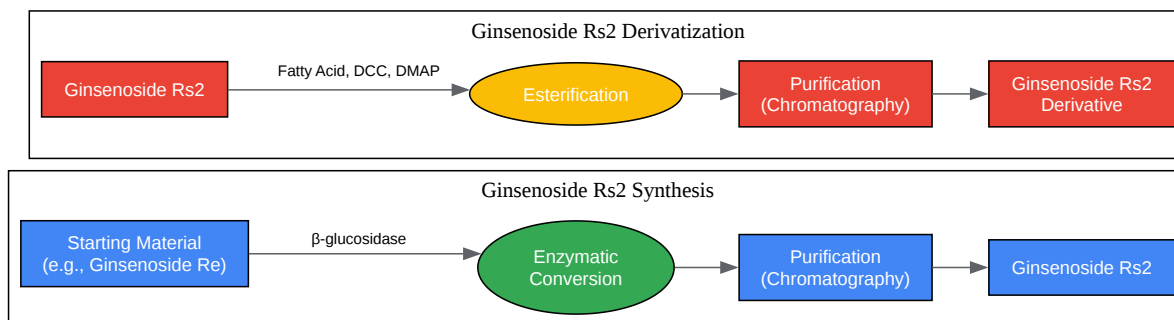 Ginsenoside Rs2 Derivatization
Ginsenoside Rs2
Fatty Acid, DCC, DMAP
Esterification
Purification
(Chromatography)
Ginsenoside Rs2
Derivative
Ginsenoside Rs2 Synthesis
Starting Material
(e.g., Ginsenoside Re)
β-glucosidase
Enzymatic
Conversion
Purification
(Chromatography)
Ginsenoside Rs2